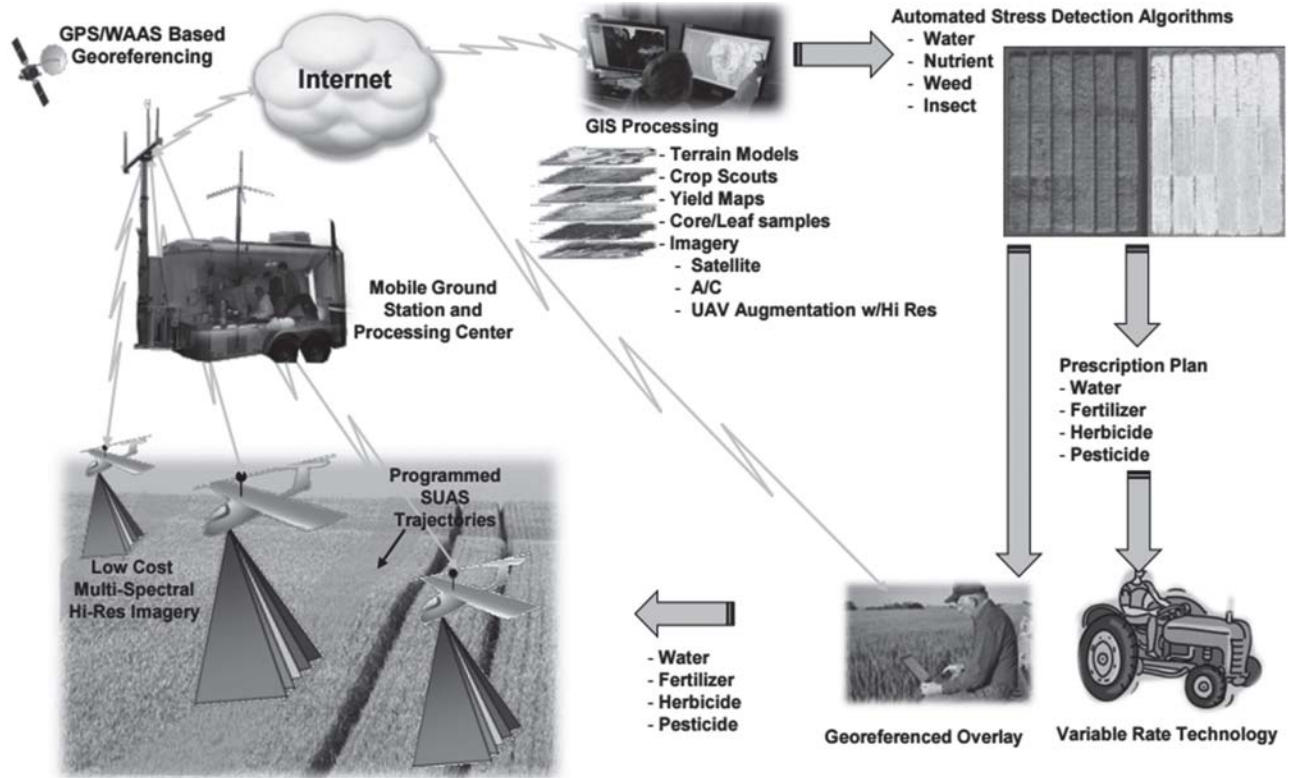 GPS/WAAS Based
Georeferencing
Internet
GIS Processing
- Terrain Models
- Crop Scouts
- Yield Maps
- Core/Leaf samples
- Imagery
- Satellite
- A/C
- UAV Augmentation w/Hi Res
Automated Stress Detection Algorithms
- Water
- Nutrient
- Weed
- Insect
Mobile Ground
Station and
Processing Center
Prescription Plan
- Water
- Fertilizer
- Herbicide
- Pesticide
Programmed
SUAS
Trajectories
Low Cost
Multi-Spectral
Hi-Res Imagery
- Water
- Fertilizer
- Herbicide
- Pesticide
Georeferenced Overlay
Variable Rate Technology